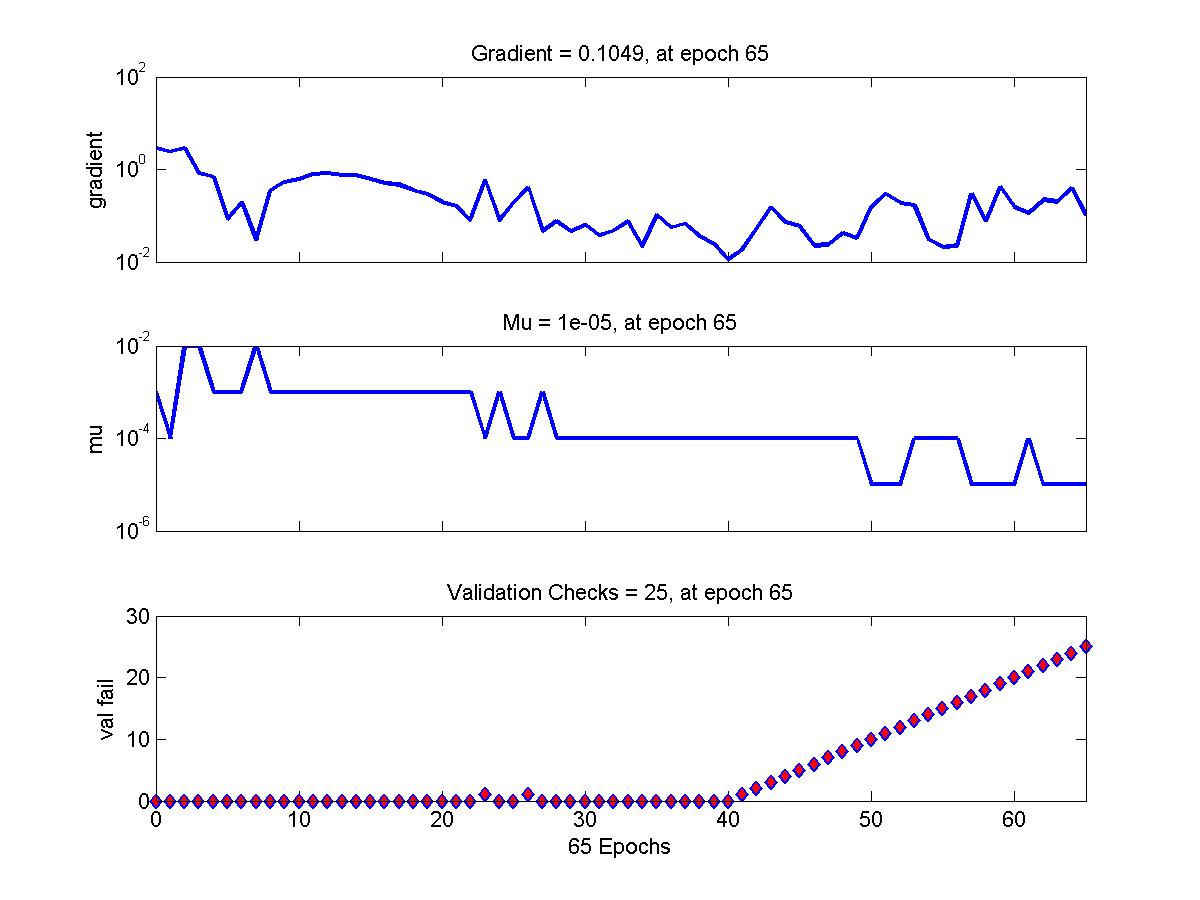 Gradient = 0.1049, at epoch 65
10^2
10^0
10^-2
gradient
Mu = 1e-05, at epoch 65
10^-2
10^-4
10^-6
mu
Validation Checks = 25, at epoch 65
30
20
10
0
val fail
0 10 20 30 40 50 60
65 Epochs